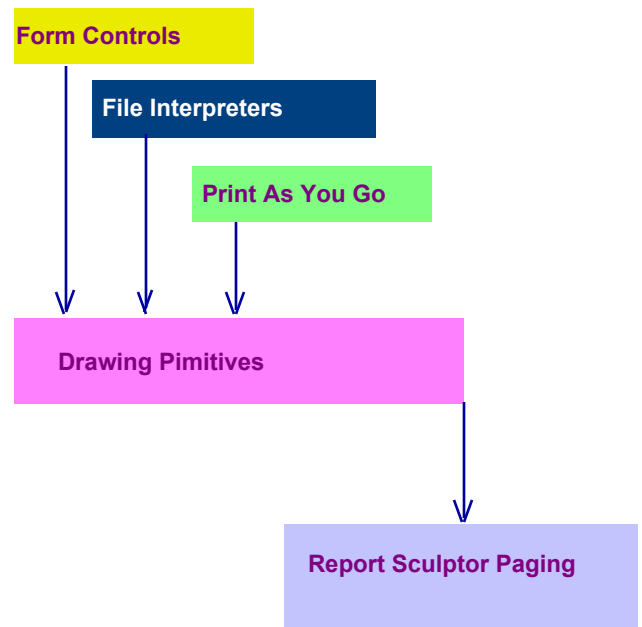 Form Controls
File Interpreters
Print As You Go
Drawing Pimitives
Report Sculptor Paging